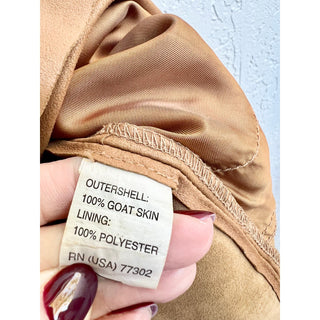 OUTERSHELL:
100% GOAT SKIN
LINING:
100% POLYESTER
RN (USA) 77302